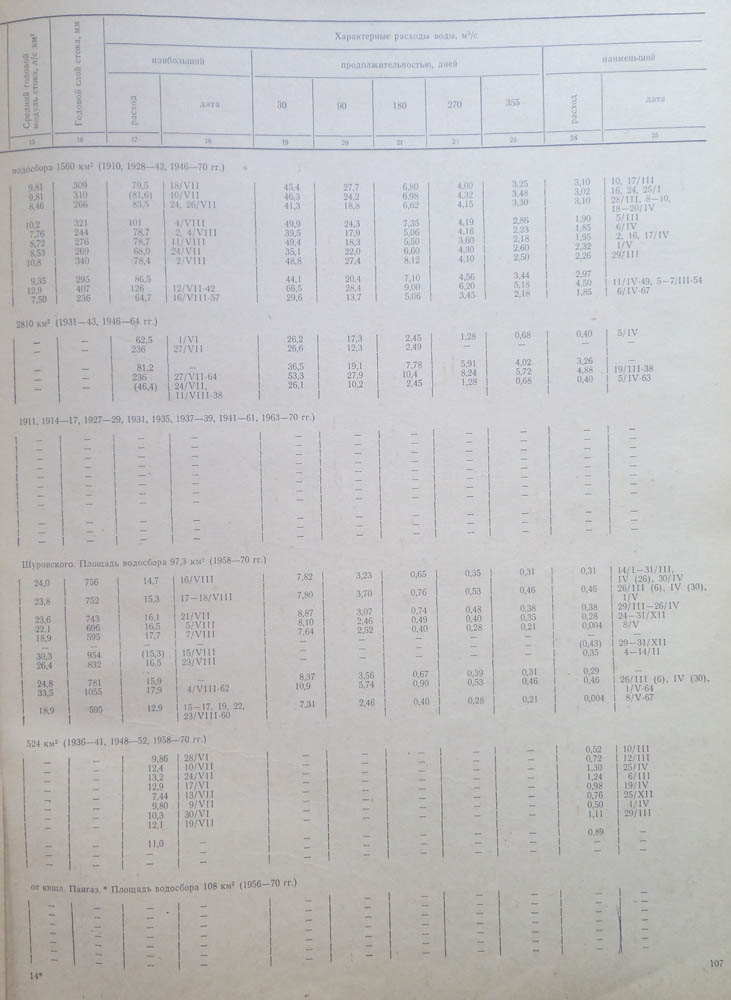 Средний годовой модуль стока, л/с км²
Годовой слой стока, мм
Характерные расходы воды, м³/с
наибольший
продолжительностью, дней
наименьший
расход
дата
30
90
180
270
355
расход
дата
15 16 17 18 19 20 21 22 23 24 25
водосбора 1560 км² (1910, 1928—43, 1946—70 гг.)
9,81 309 79,5 18/VII 45,4 27,7 6,80 4,00 3,25 3,10 10, 17/III
9,81 310 (81,6) 10/VII 46,3 24,2 6,98 4,32 3,48 3,02 16, 24, 25/I
8,46 266 83,5 24, 26/VII 41,3 18,8 6,62 4,15 3,30 3,10 28/III, 8—10,
18—20/IV
10,2 321 101 4/VIII 49,9 24,3 7,35 4,19 2,86 1,90 5/III
7,76 244 78,7 2, 4/VIII 39,5 17,9 5,06 4,16 2,23 1,85 6/IV
8,72 276 78,7 11/VIII 49,4 18,3 5,50 3,60 2,18 1,95 2, 16, 17/IV
8,53 269 68,0 24/VII 35,1 22,0 6,60 4,30 2,60 2,32 1/V
10,8 340 78,4 2/VIII 48,8 27,4 8,12 4,10 2,50 2,26 29/III
9,35 295 86,5 44,1 20,4 7,10 4,56 3,44 2,97
12,9 407 126 12/VII-42 66,5 28,4 9,00 6,20 5,18 4,50 11/IV-49, 5—7/III-54
7,50 236 64,7 16/VIII-57 29,6 13,7 5,06 3,45 2,18 1,85 6/IV-67
2810 км² (1931—43, 1946—64 гг.)
— — 62,5 1/VI 26,2 17,3 2,45 1,28 0,68 0,40 5/IV
— — 236 27/VII 26,6 12,3 2,49 — — — —
— — 81,2 — 36,5 19,1 7,78 5,91 4,02 3,26 —
— — 236 27/VII-64 53,3 27,9 10,4 8,24 5,72 4,88 19/III-38
— — (46,4) 24/VII, 26,1 10,2 2,45 1,28 0,68 0,40 5/IV-63
11/VIII-38
1911, 1914—17, 1927—29, 1931, 1935, 1937—39, 1941—61, 1963—70 гг.)
— — — — — — — — — — —
— — — — — — — — — — —
— — — — — — — — — — —
— — — — — — — — — — —
— — — — — — — — — — —
— — — — — — — — — — —
— — — — — — — — — — —
— — — — — — — — — — —
— — — — — — — — — — —
— — — — — — — — — — —
— — — — — — — — — — —
Щуровского. Площадь водосбора 97,3 км² (1958—70 гг.)
24,0 756 14,7 16/VIII 7,82 3,23 0,65 0,35 0,31 0,31 14/I—31/III,
IV (26), 30/IV
23,8 752 15,3 17—18/VIII 7,80 3,70 0,76 0,53 0,46 0,46 26/III (6), IV (30),
1/V
23,6 743 16,1 21/VII 8,87 3,07 0,74 0,48 0,38 0,38 29/III—26/IV
22,1 696 16,5 5/VIII 8,10 2,46 0,49 0,40 0,35 0,28 24—31/XII
18,9 595 17,7 7/VIII 7,64 2,52 0,40 0,28 0,21 0,004 8/V
— — — — — — — — — — —
30,3 954 (15,3) 15/VIII — — — — — (0,43) 29—31/XII
26,4 832 16,5 23/VIII — — — — — 0,35 4—14/II
24,8 781 15,9 — 8,37 3,56 0,67 0,39 0,31 0,29 —
33,5 1055 17,9 4/VIII-62 10,9 5,74 0,90 0,53 0,46 0,46 26/III (6), IV (30),
1/V-64
18,9 595 12,9 15—17, 19, 22, 7,31 2,46 0,40 0,28 0,21 0,004 8/V-67
23/VIII-60
524 км² (1936—41, 1948—52, 1958—70 гг.)
— — 9,86 28/VI — — — — — 0,52 10/III
— — 12,4 10/VII — — — — — 0,72 12/III
— — 13,2 24/VII — — — — — 1,30 25/IV
— — 12,9 17/VI — — — — — 1,24 6/III
— — 7,44 13/VII — — — — — 0,98 19/IV
— — 9,80 9/VII — — — — — 0,76 25/XII
— — 10,3 30/VI — — — — — 0,50 1/IV
— — 12,1 19/VII — — — — — 1,11 29/III
— — 11,0 — — — — — — 0,89 —
— — — — — — — — — — —
— — — — — — — — — — —
от кишл. Пангаз. * Площадь водосбора 108 км² (1956—70 гг.)
— — — — — — — — — — —
— — — — — — — — — — —
— — — — — — — — — — —
— — — — — — — — — — —
— — — — — — — — — — —
— — — — — — — — — — —
— — — — — — — — — — —
14*
107